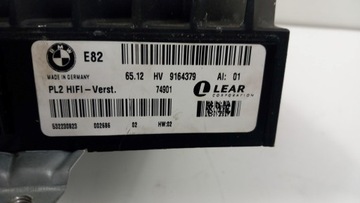 BMW
E82
MADE IN GERMANY
65.12 HV 9164379 AI: 01
PL2 HIFI-Verst. 74901
LEAR
CORPORATION
532230923 002686 02 HW:02